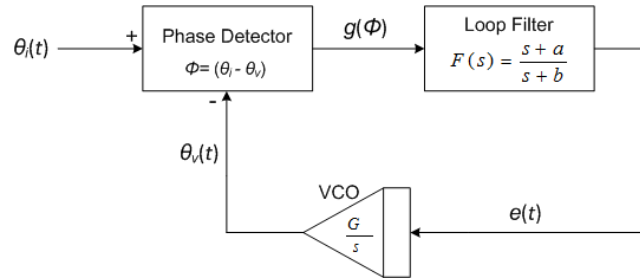 θi(t)
+
Phase Detector
Φ= (θi - θv)
-
g(Φ)
Loop Filter
F(s) = s + a / s + b
θv(t)
VCO
G / s
e(t)